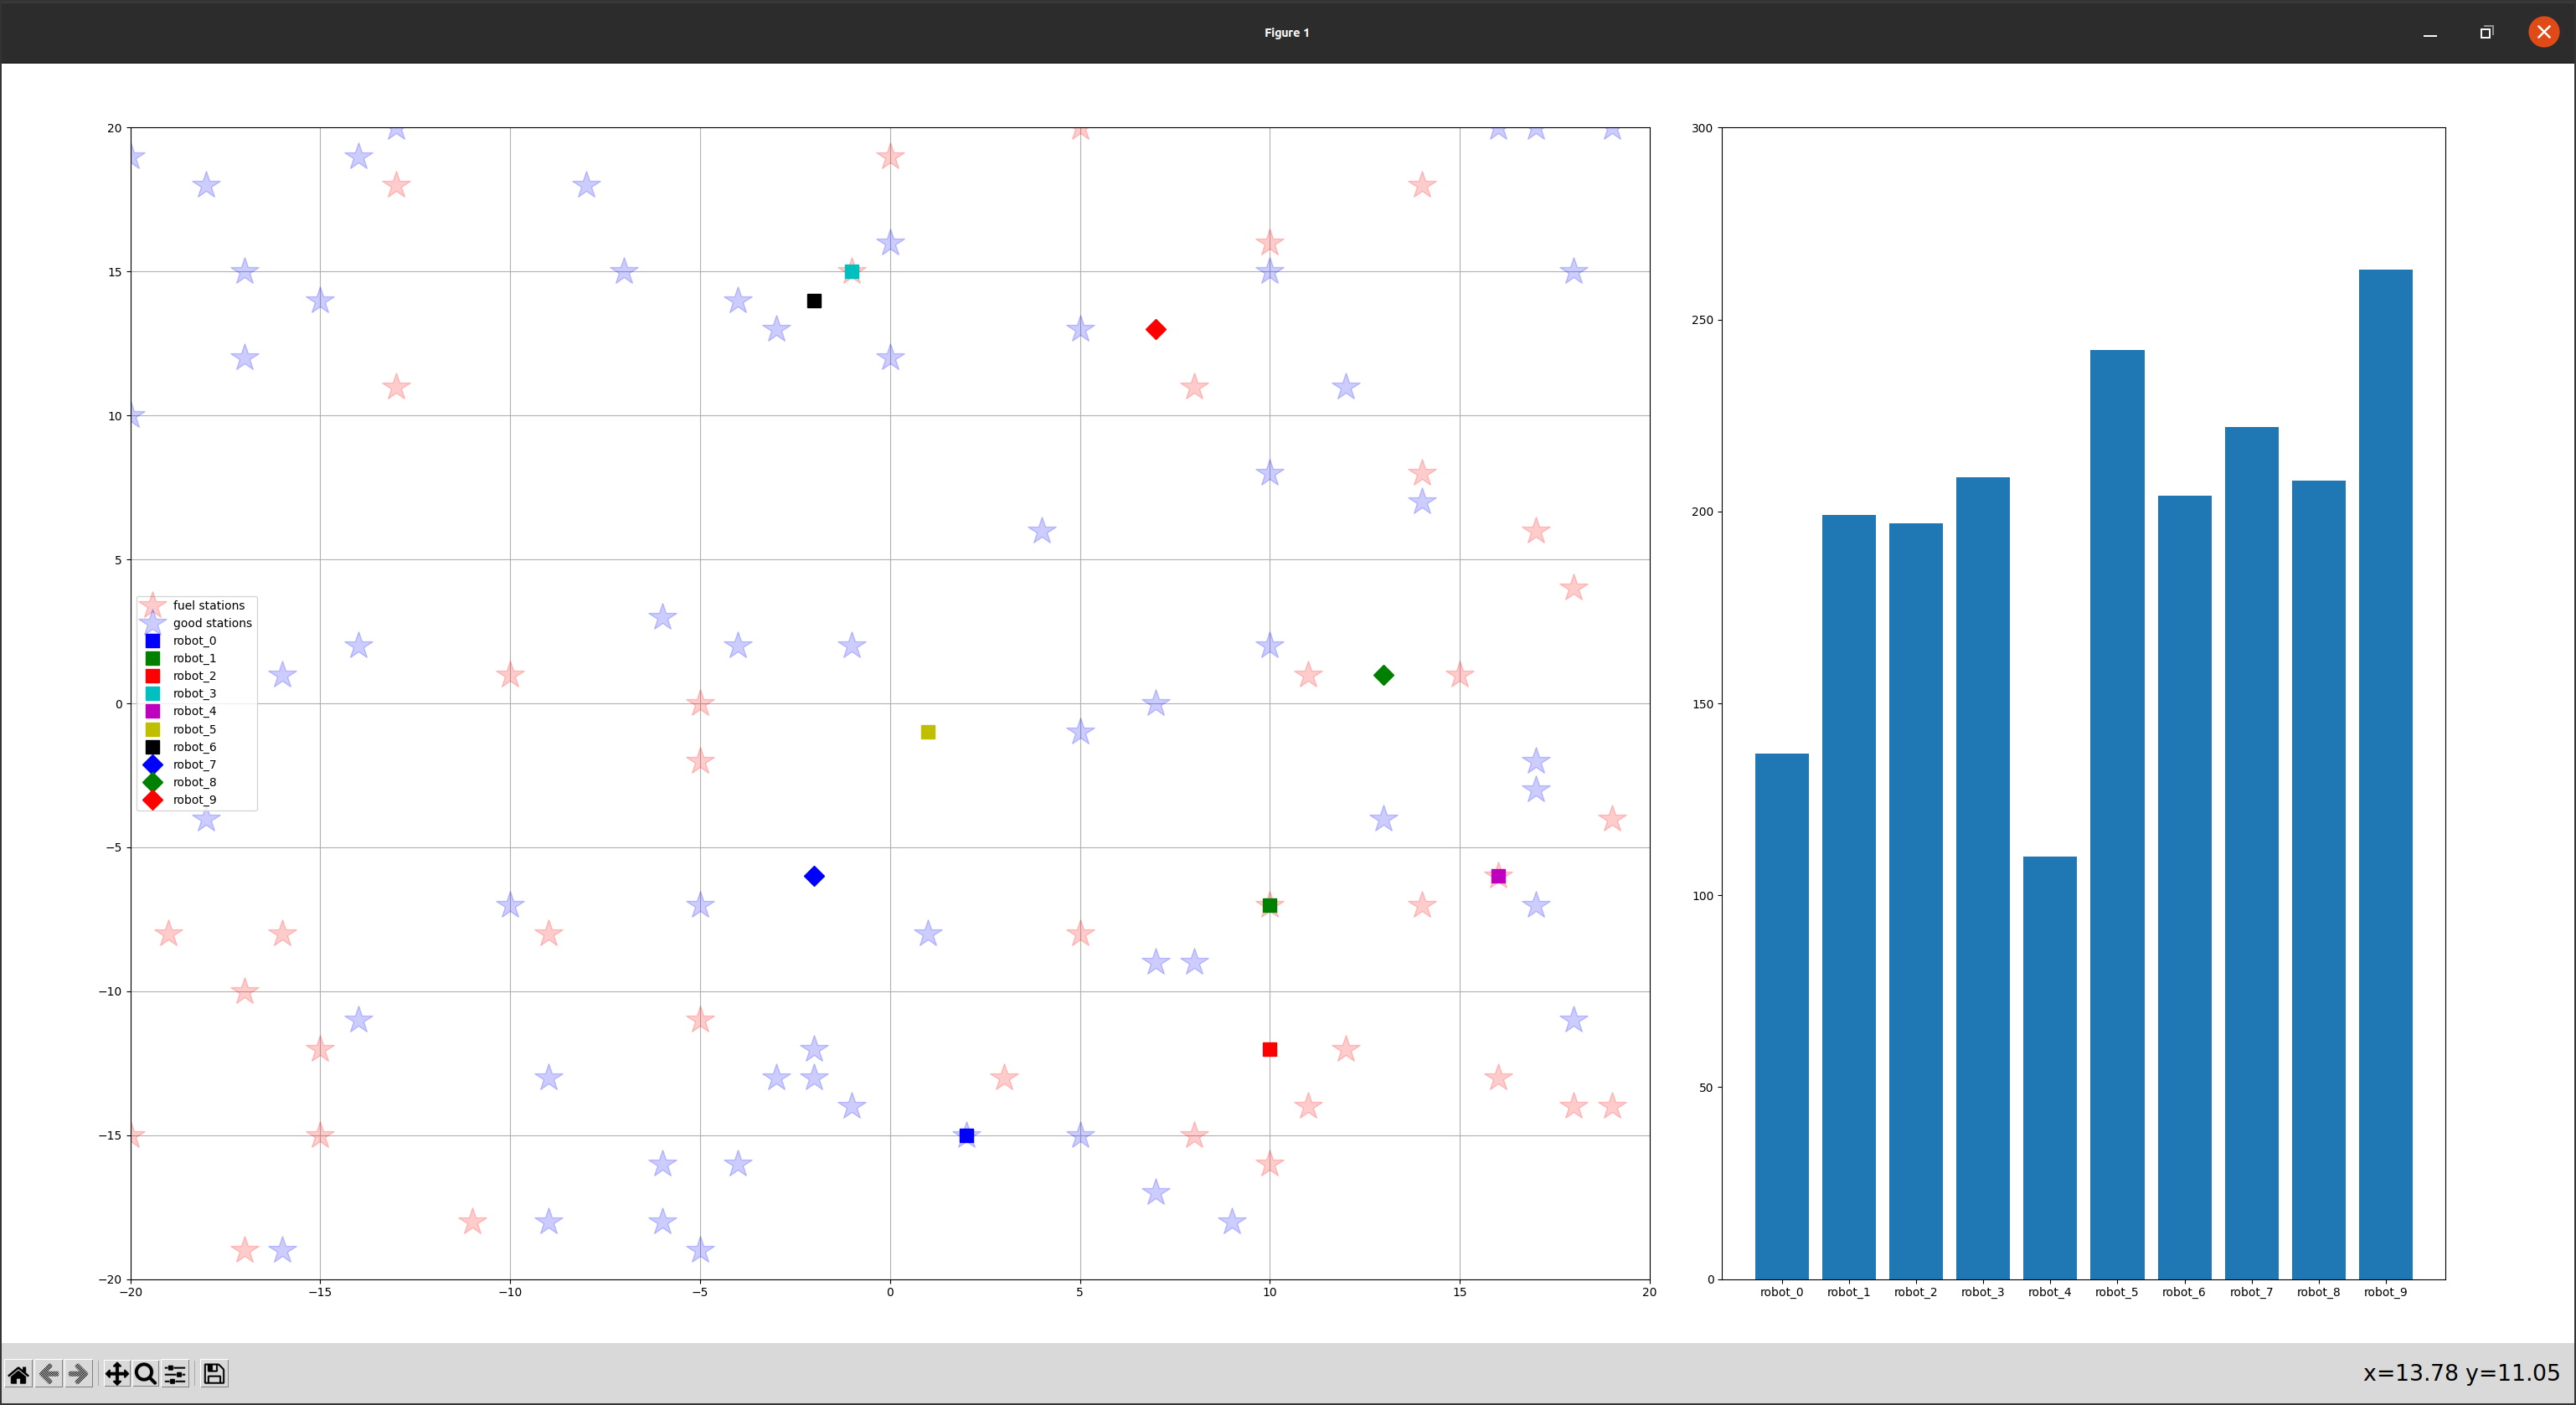 Figure 1
20
15
10
5
0
−5
−10
−15
−20
−20 −15 −10 −5 0 5 10 15 20
fuel stations
good stations
robot_0
robot_1
robot_2
robot_3
robot_4
robot_5
robot_6
robot_7
robot_8
robot_9
300
250
200
150
100
50
0
robot_0 robot_1 robot_2 robot_3 robot_4 robot_5 robot_6 robot_7 robot_8 robot_9
x=13.78 y=11.05